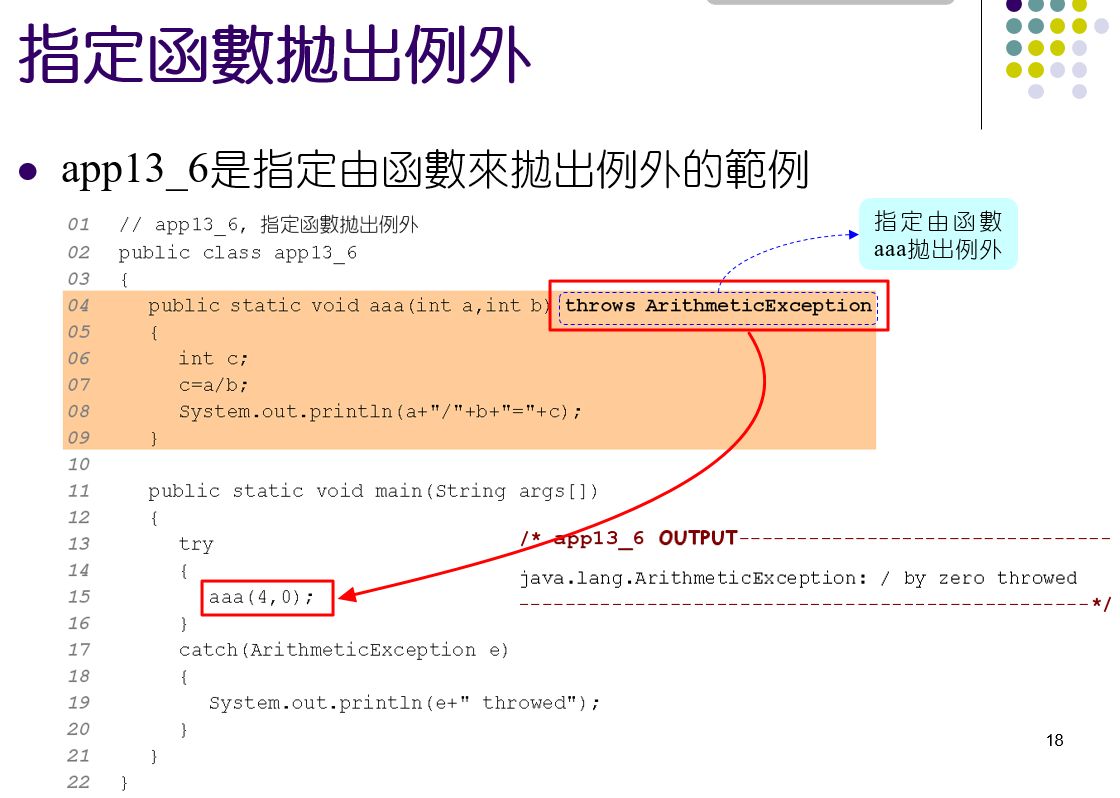 指定函數拋出例外
app13_6是指定由函數來拋出例外的範例
指定由函數
aaa拋出例外
01 // app13_6, 指定函數拋出例外
02 public class app13_6
03 {
04 public static void aaa(int a,int b) throws ArithmeticException
05 {
06 int c;
07 c=a/b;
08 System.out.println(a+"/"+b+"="+c);
09 }
10
11 public static void main(String args[])
12 {
13 try
14 {
15 aaa(4,0);
16 }
17 catch(ArithmeticException e)
18 {
19 System.out.println(e+" throwed");
20 }
21 }
22 }
/* app13_6 OUTPUT--------------------------------
java.lang.ArithmeticException: / by zero throwed
-------------------------------------------------*/
18